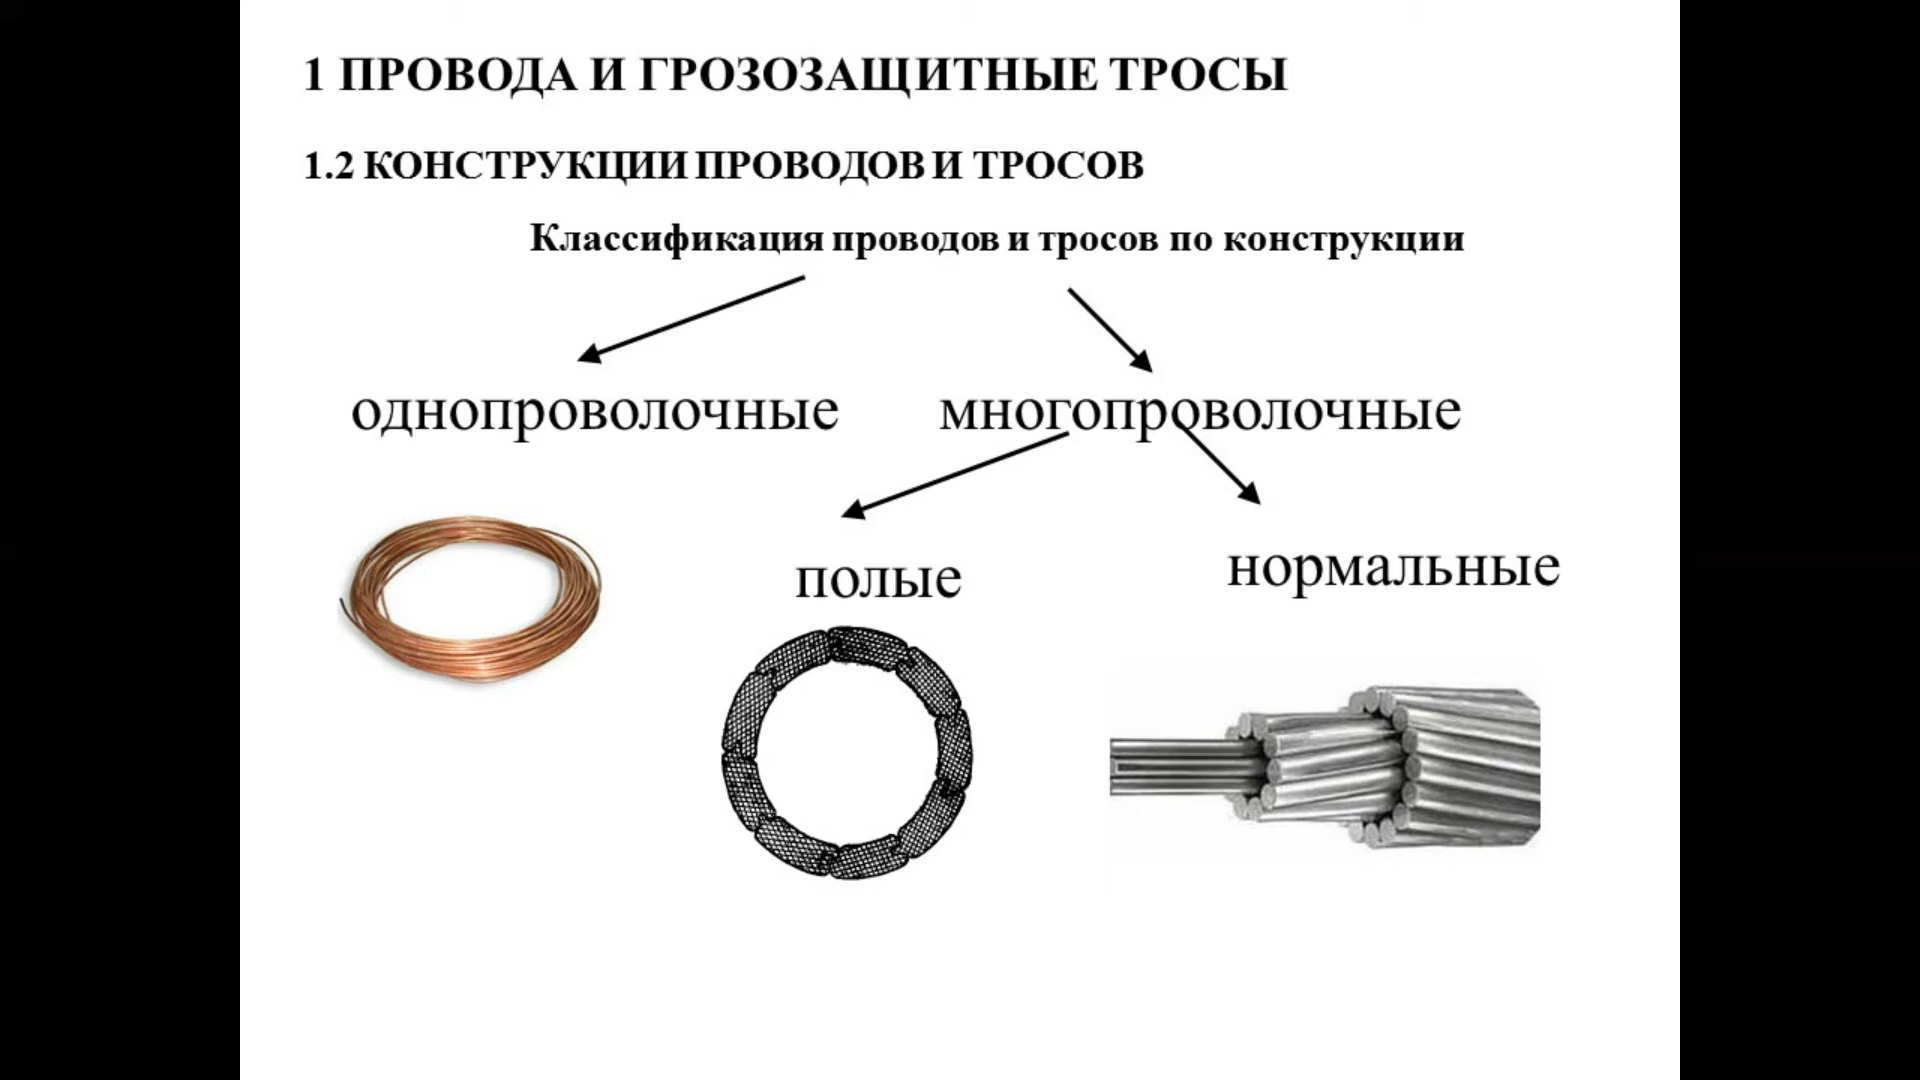 1 ПРОВОДА И ГРОЗОЗАЩИТНЫЕ ТРОСЫ
1.2 КОНСТРУКЦИИ ПРОВОДОВ И ТРОСОВ
Классификация проводов и тросов по конструкции
однопроволочные
многопроволочные
полые
нормальные